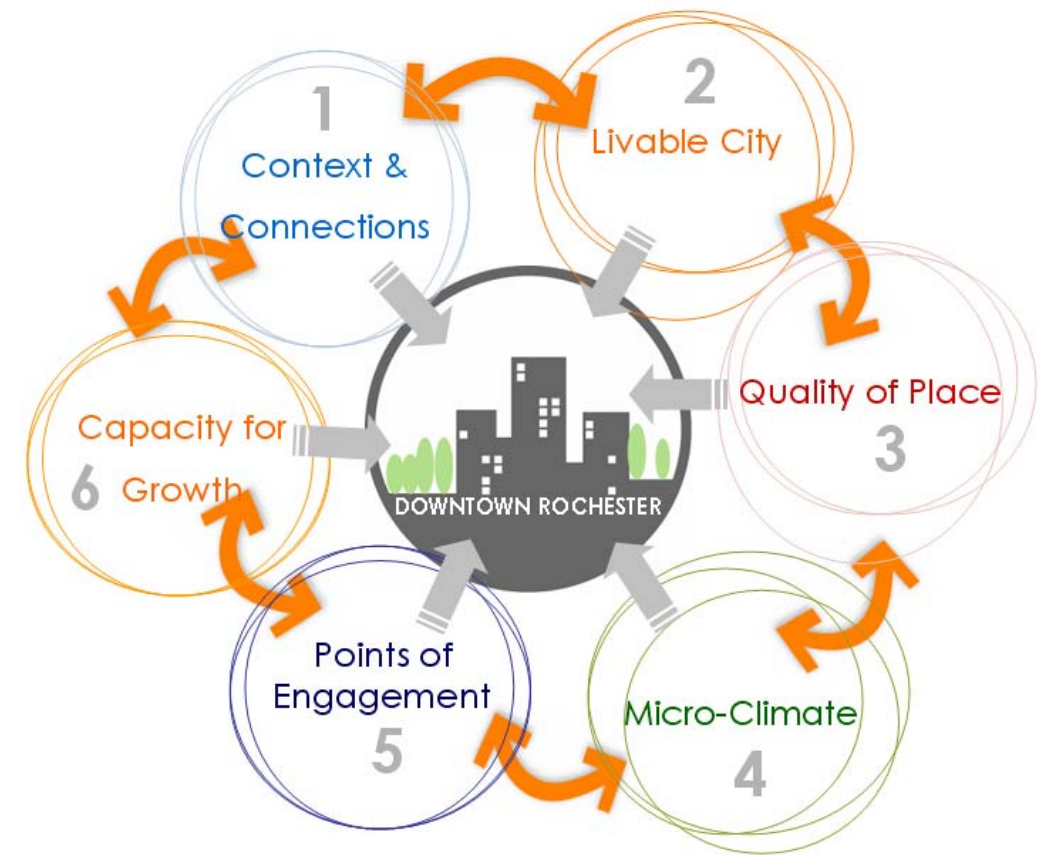 1
Context &
Connections
2
Livable City
Quality of Place
3
Micro-Climate
4
Points of
Engagement
5
Capacity for
6 Growth
DOWNTOWN ROCHESTER